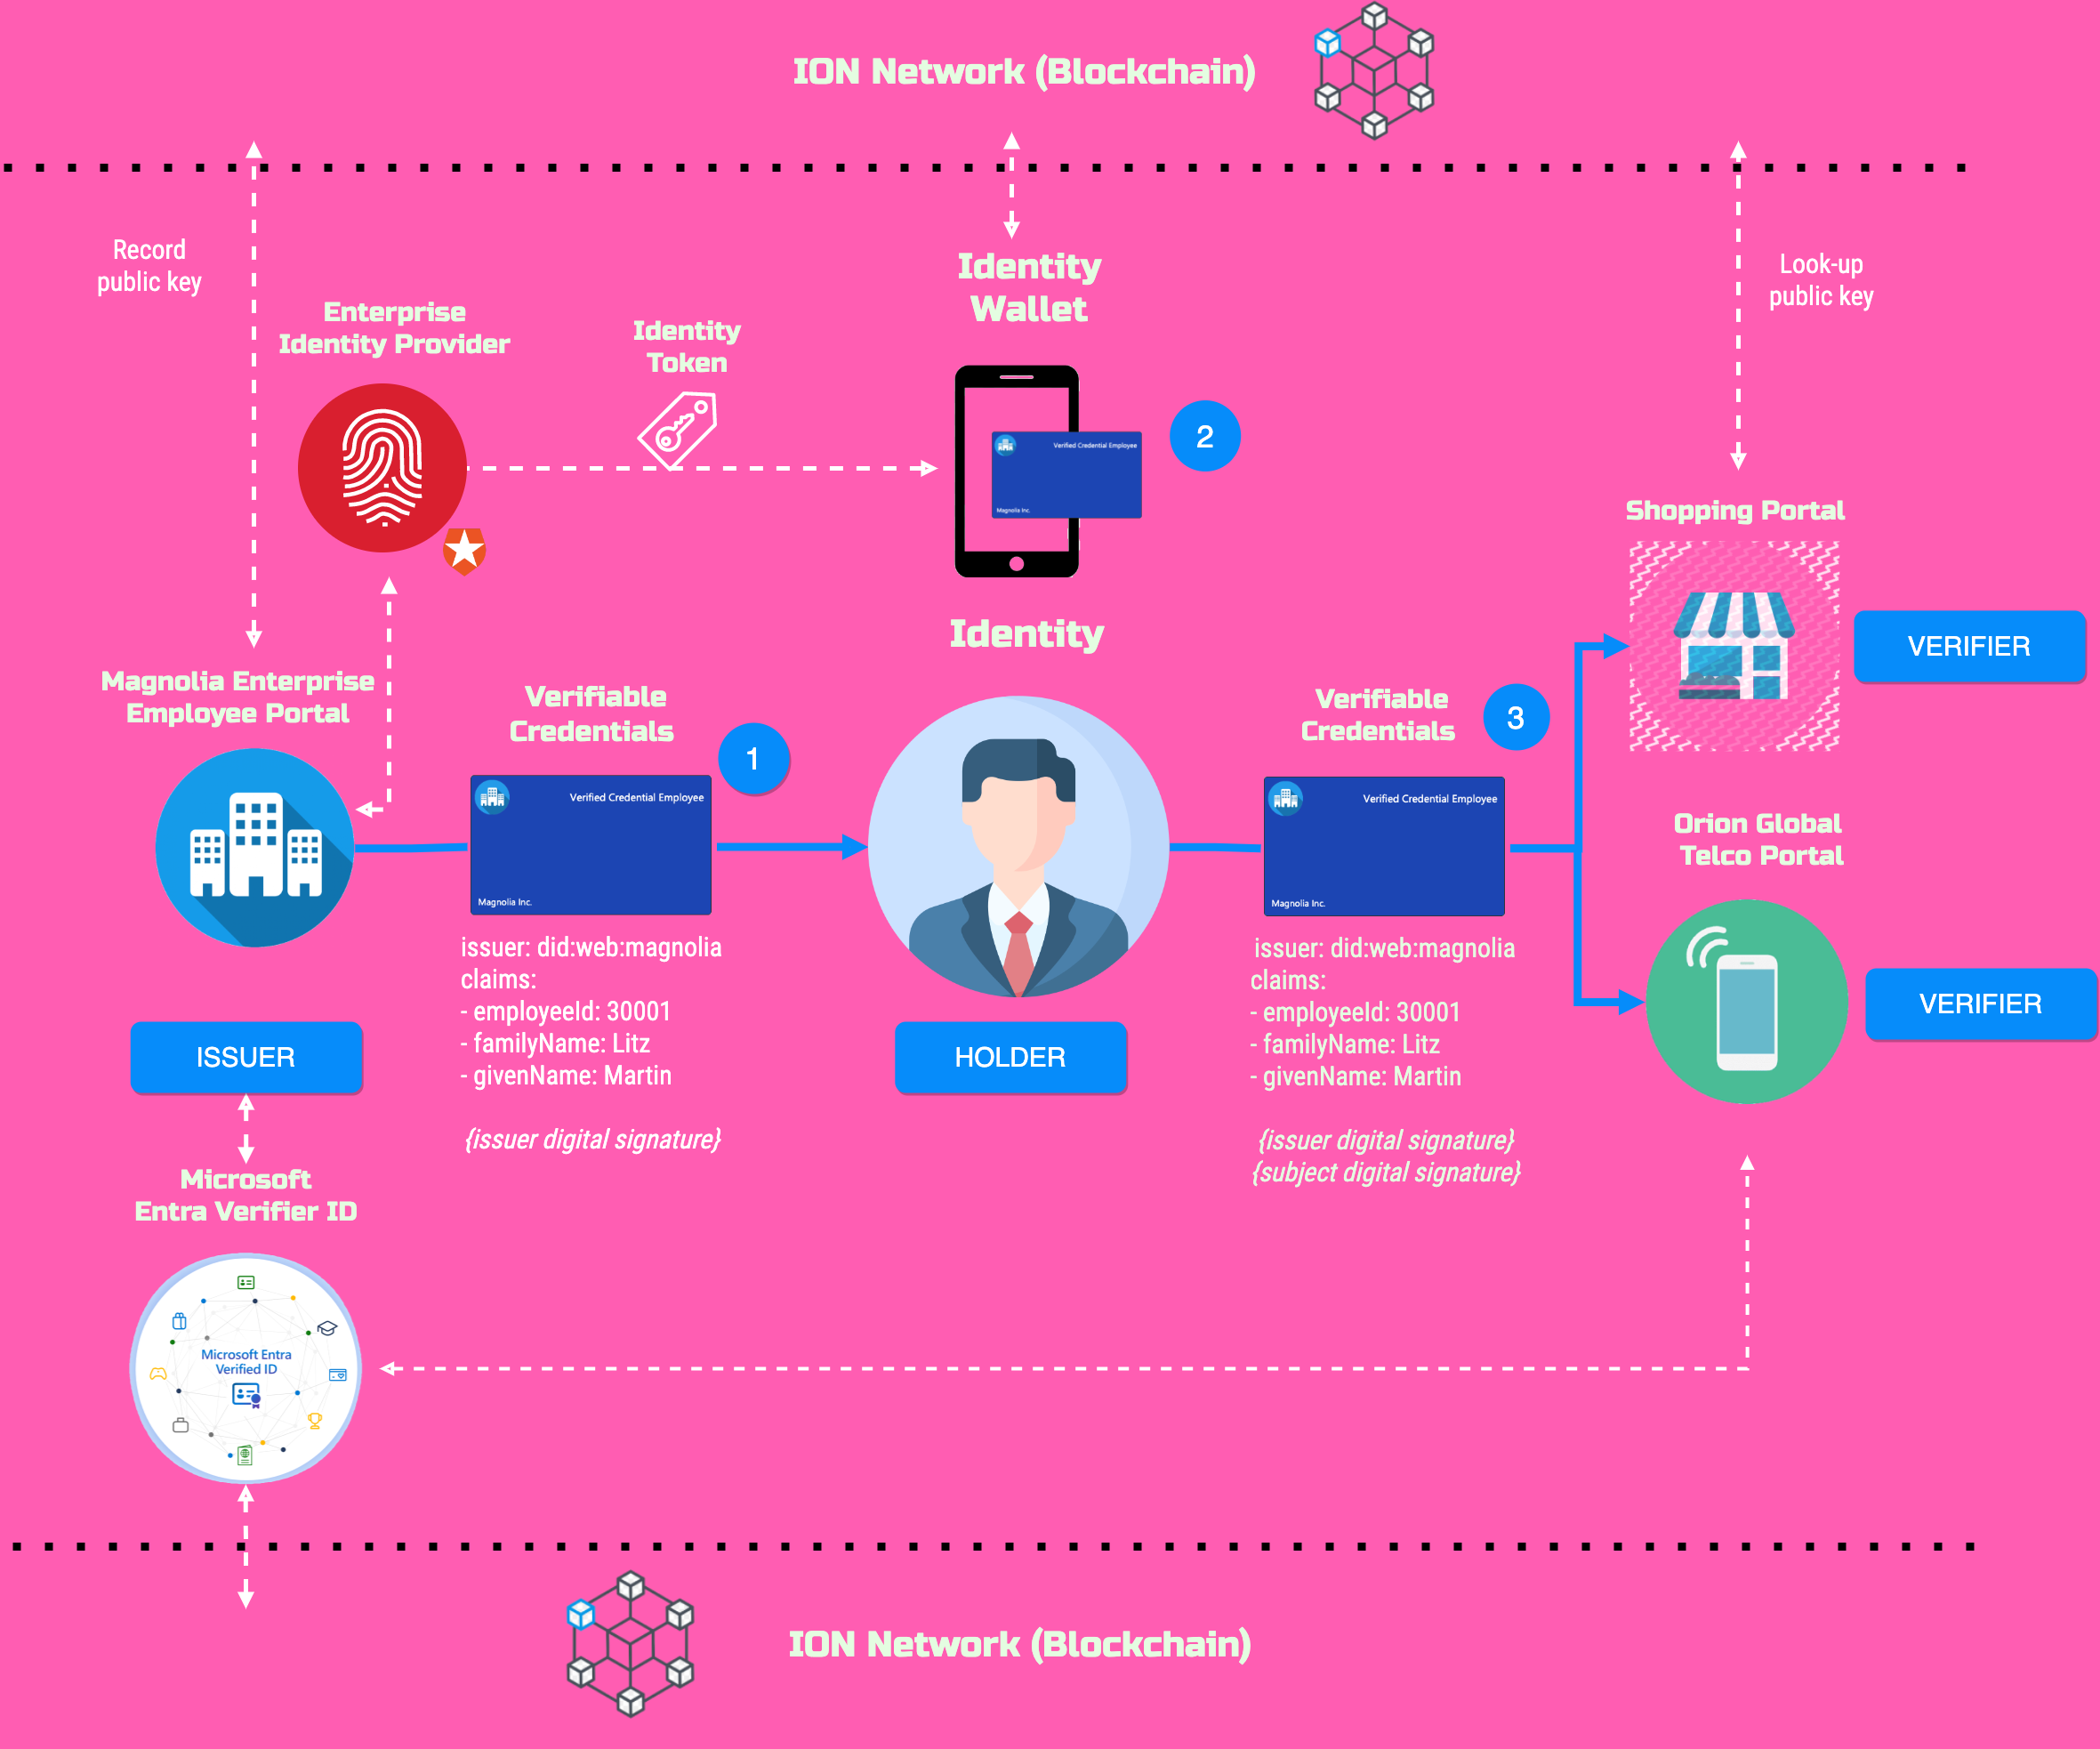 ION Network (Blockchain)
Record
public key
Look-up
public key
Identity
Wallet
Enterprise
Identity Provider
Identity
Token
Verified Credential Employee
Magnolia Inc.
2
Shopping Portal
VERIFIER
Identity
Magnolia Enterprise
Employee Portal
Verifiable
Credentials
1
Verified Credential Employee
Magnolia Inc.
issuer: did:web:magnolia
claims:
- employeeId: 30001
- familyName: Litz
- givenName: Martin
{issuer digital signature}
ISSUER
HOLDER
Verifiable
Credentials
3
Verified Credential Employee
Magnolia Inc.
issuer: did:web:magnolia
claims:
- employeeId: 30001
- familyName: Litz
- givenName: Martin
{issuer digital signature}
{subject digital signature}
Orion Global
Telco Portal
VERIFIER
Microsoft
Entra Verifier ID
Microsoft Entra
Verified ID
ION Network (Blockchain)